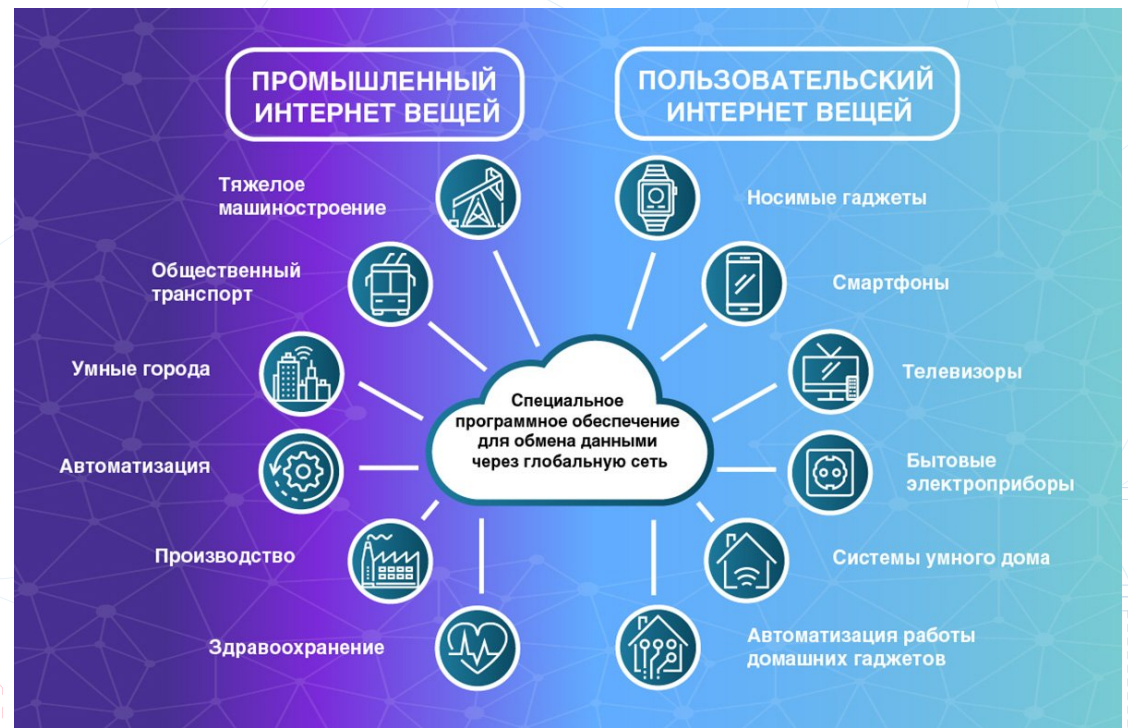 ПРОМЫШЛЕННЫЙ
ИНТЕРНЕТ ВЕЩЕЙ
ПОЛЬЗОВАТЕЛЬСКИЙ
ИНТЕРНЕТ ВЕЩЕЙ
Тяжелое
машиностроение
Общественный
транспорт
Умные города
Автоматизация
Производство
Здравоохранение
Специальное
программное обеспечение
для обмена данными
через глобальную сеть
Носимые гаджеты
Смартфоны
Телевизоры
Бытовые
электроприборы
Системы умного дома
Автоматизация работы
домашних гаджетов